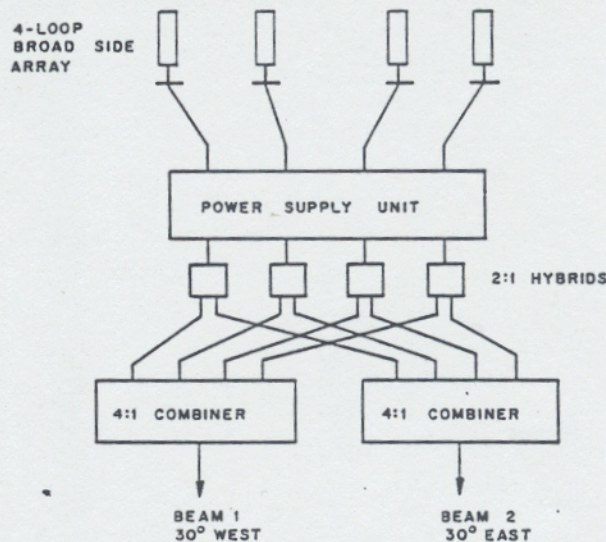 4-LOOP
BROAD SIDE
ARRAY
POWER SUPPLY UNIT
2:1 HYBRIDS
4:1 COMBINER
4:1 COMBINER
BEAM 1
30° WEST
BEAM 2
30° EAST